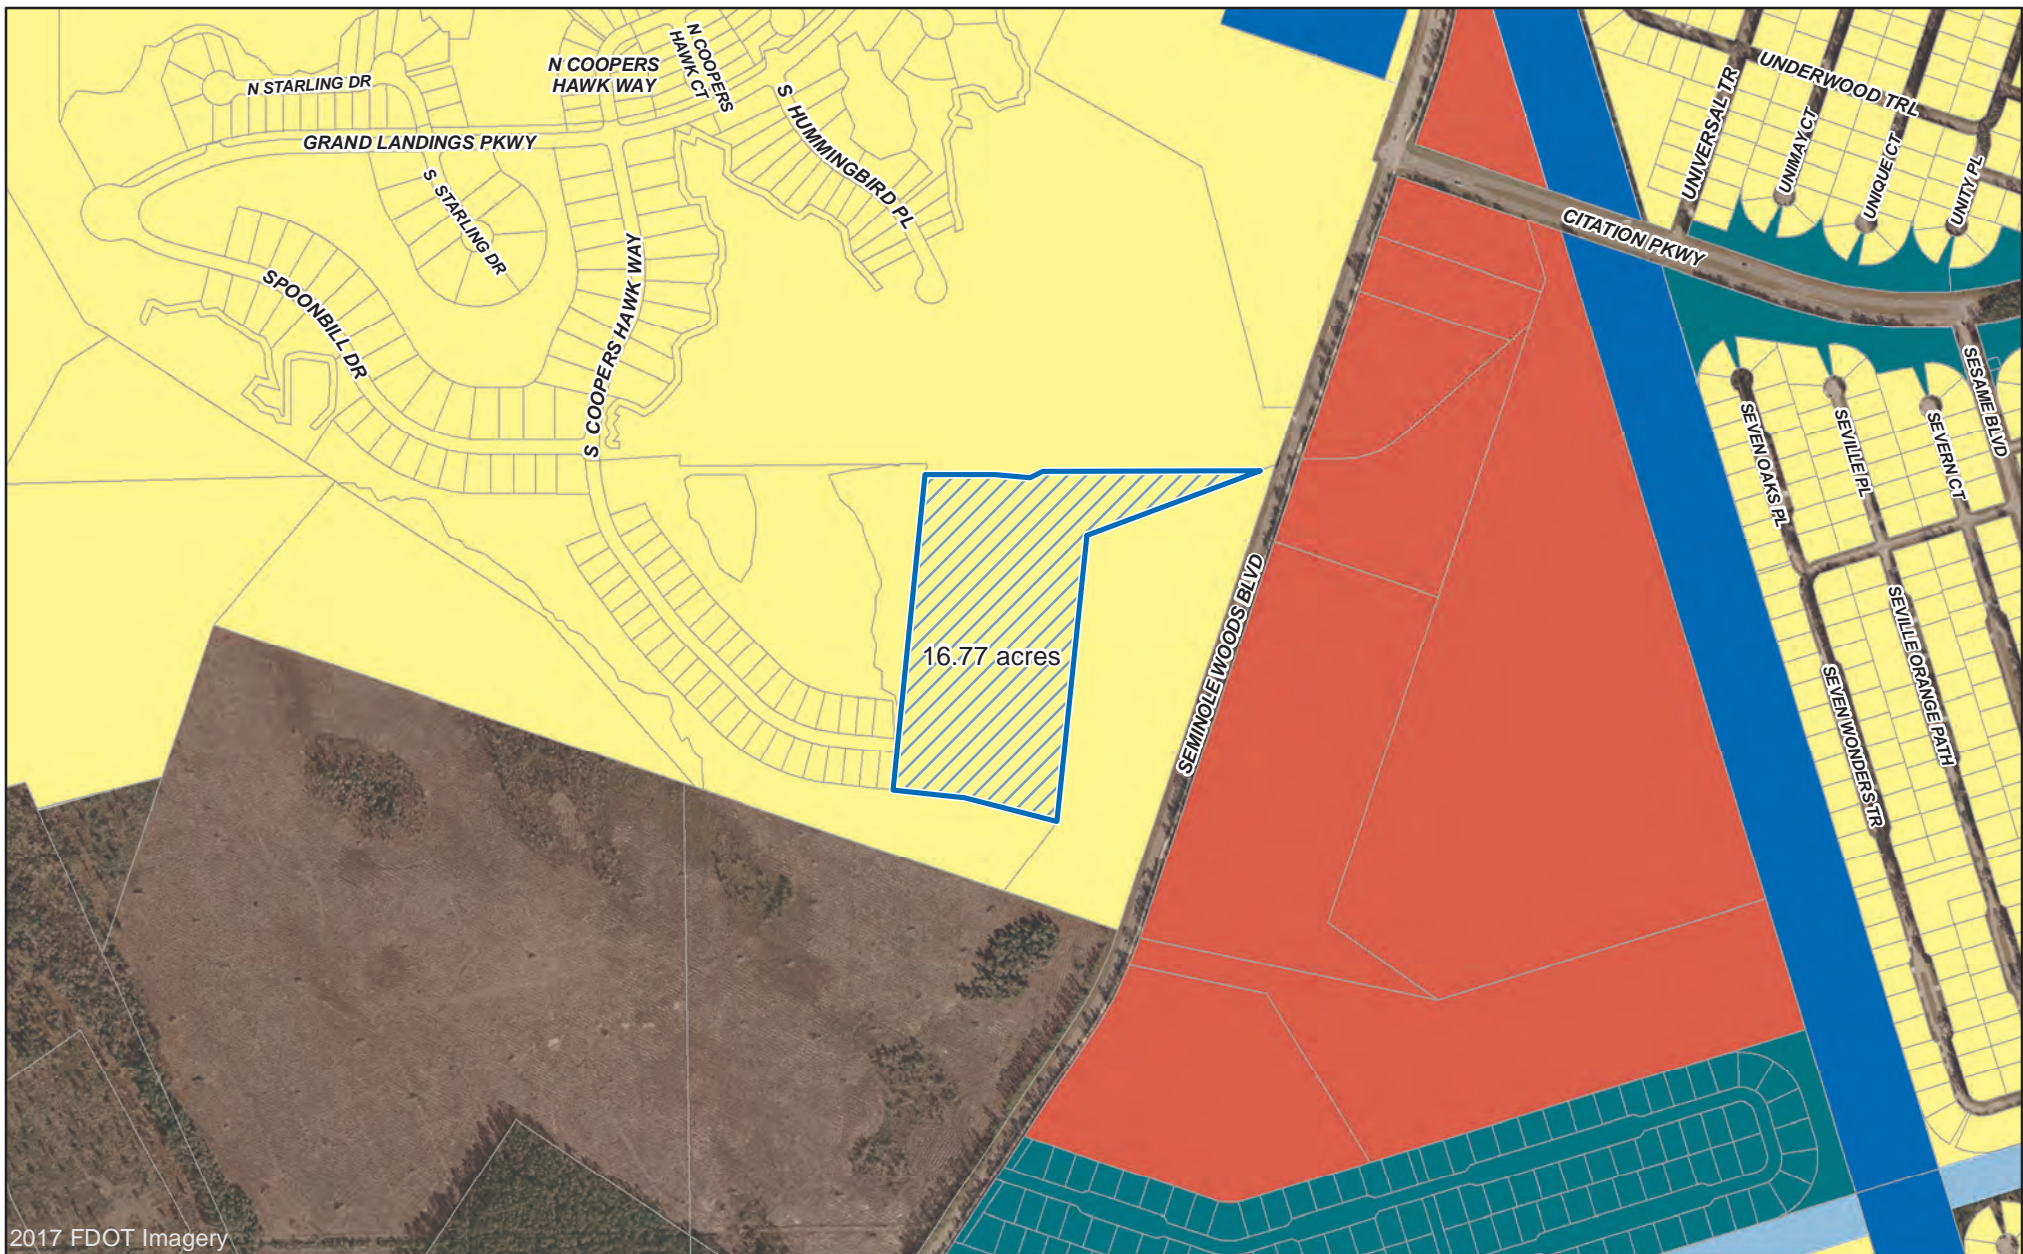 N STARLING DR
N COOPERS
HAWK WAY
N COOPERS
HAWK CT
S HUMMINGBIRD PL
GRAND LANDINGS PKWY
S STARLING DR
SPOONBILL DR
S COOPERS HAWK WAY
UNDERWOOD TRL
UNIVERSAL TR
UNIMAY CT
UNIQUE CT
UNITY PL
CITATION PKWY
SESAME BLVD
SEVEN OAKS PL
SEVILLE PL
SEVERN CT
SEMINOLE WOODS BLVD
16.77 acres
SEVILLE ORANGE PATH
SEVEN WONDERS TR
2017 FDOT Imagery